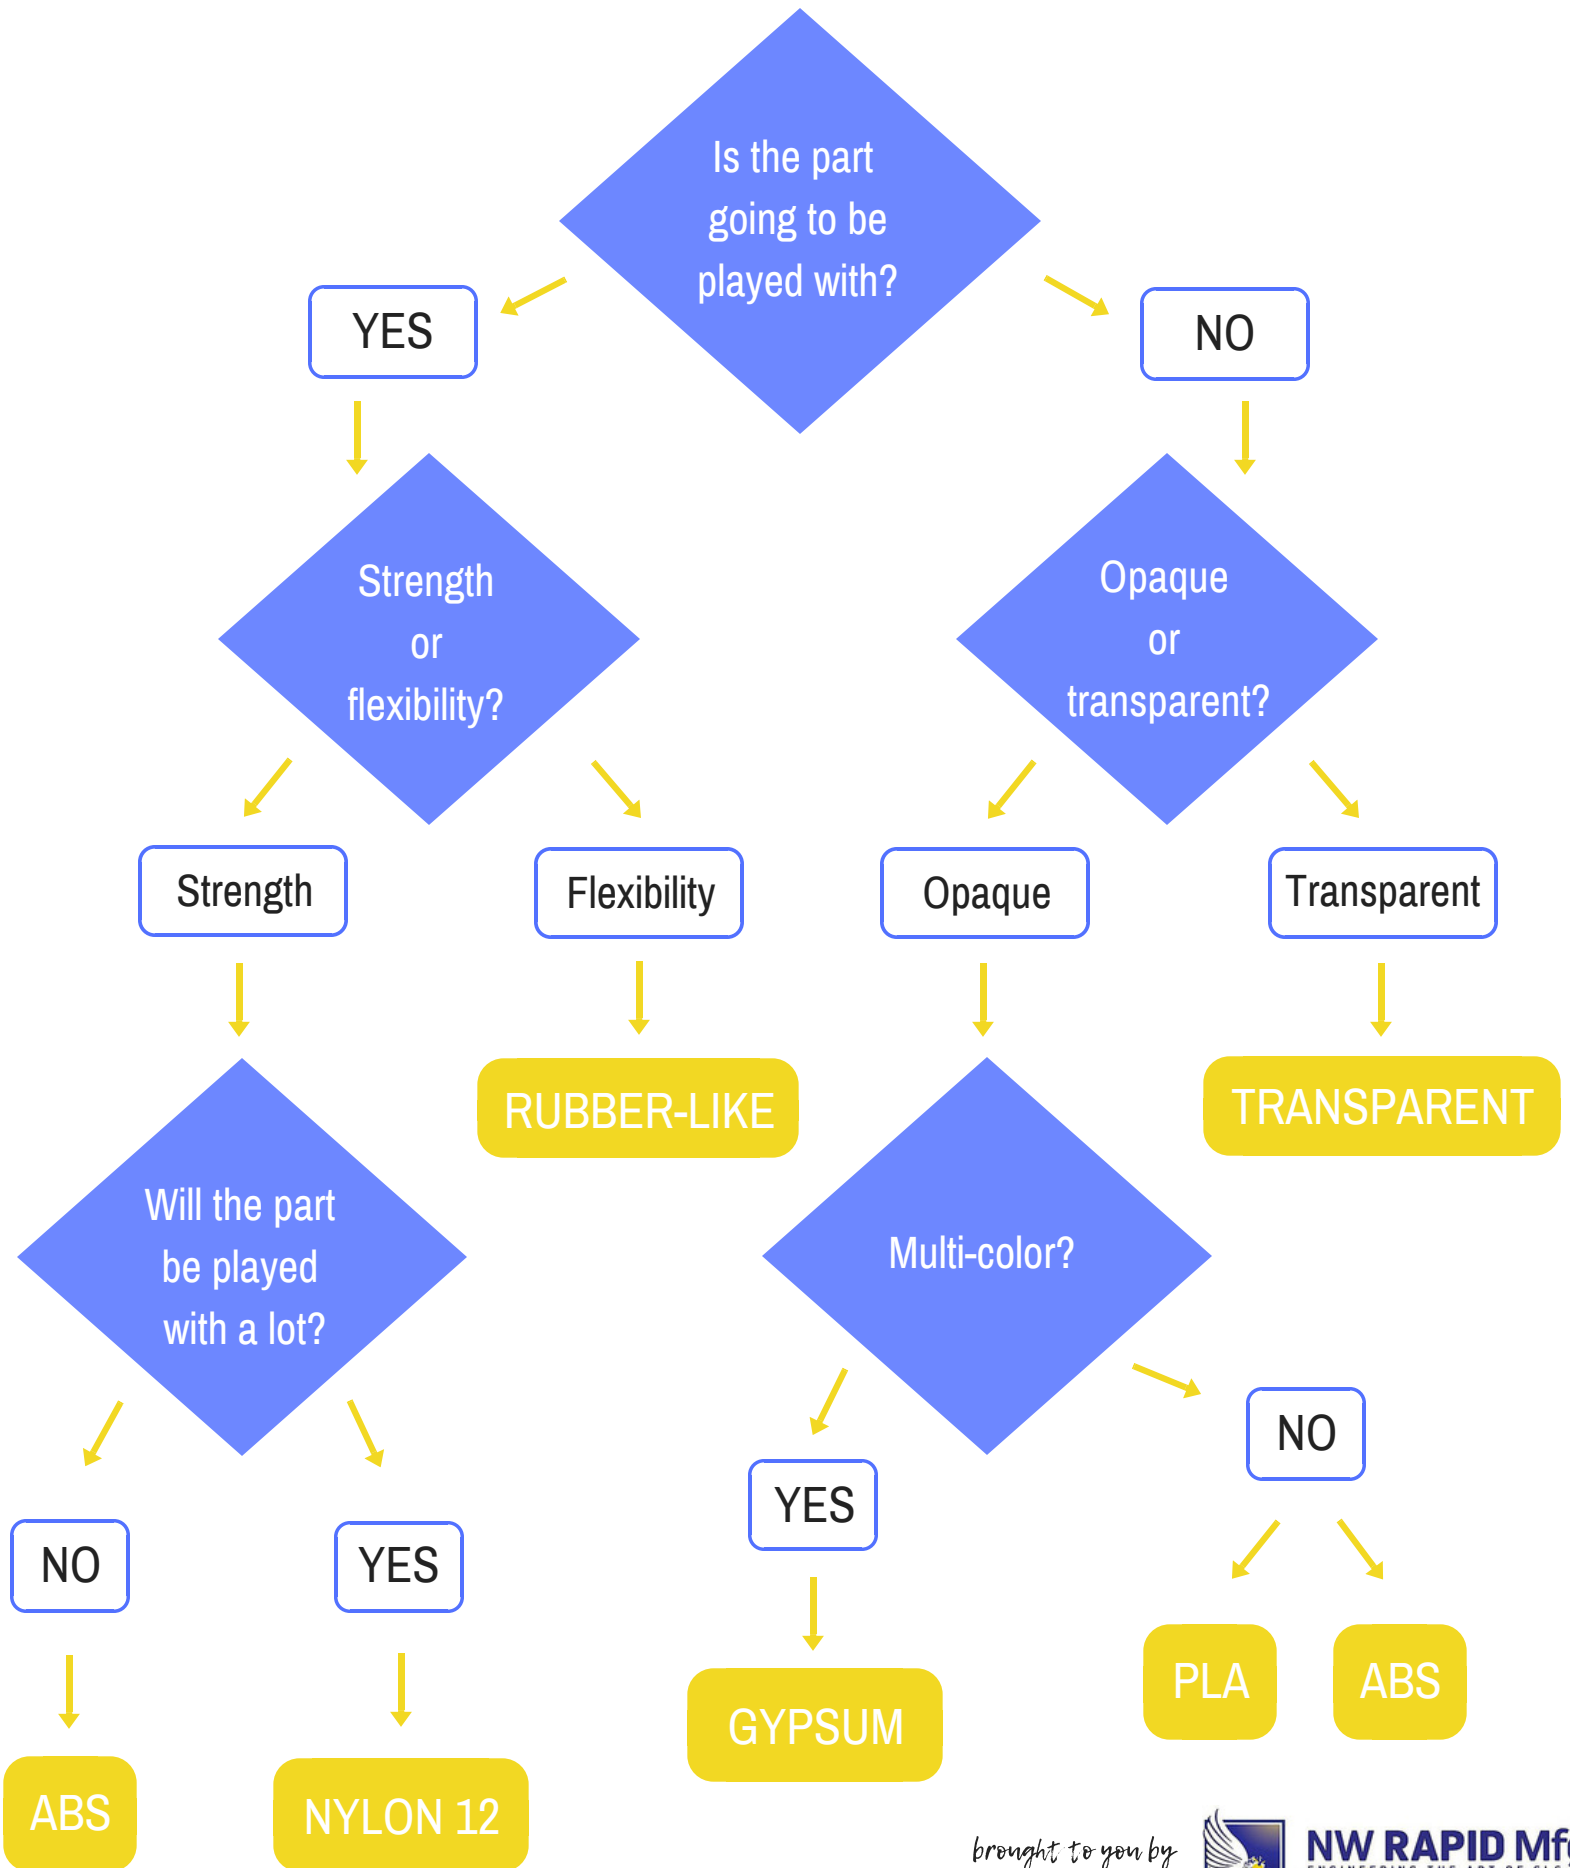 Is the part
going to be
played with?
YES
NO
Strength
or
flexibility?
Opaque
or
transparent?
Strength
Flexibility
Opaque
Transparent
RUBBER-LIKE
TRANSPARENT
Will the part
be played
with a lot?
Multi-color?
NO
YES
YES
NO
GYPSUM
PLA
ABS
ABS
NYLON 12
brought to you by
NW RAPID Mfg